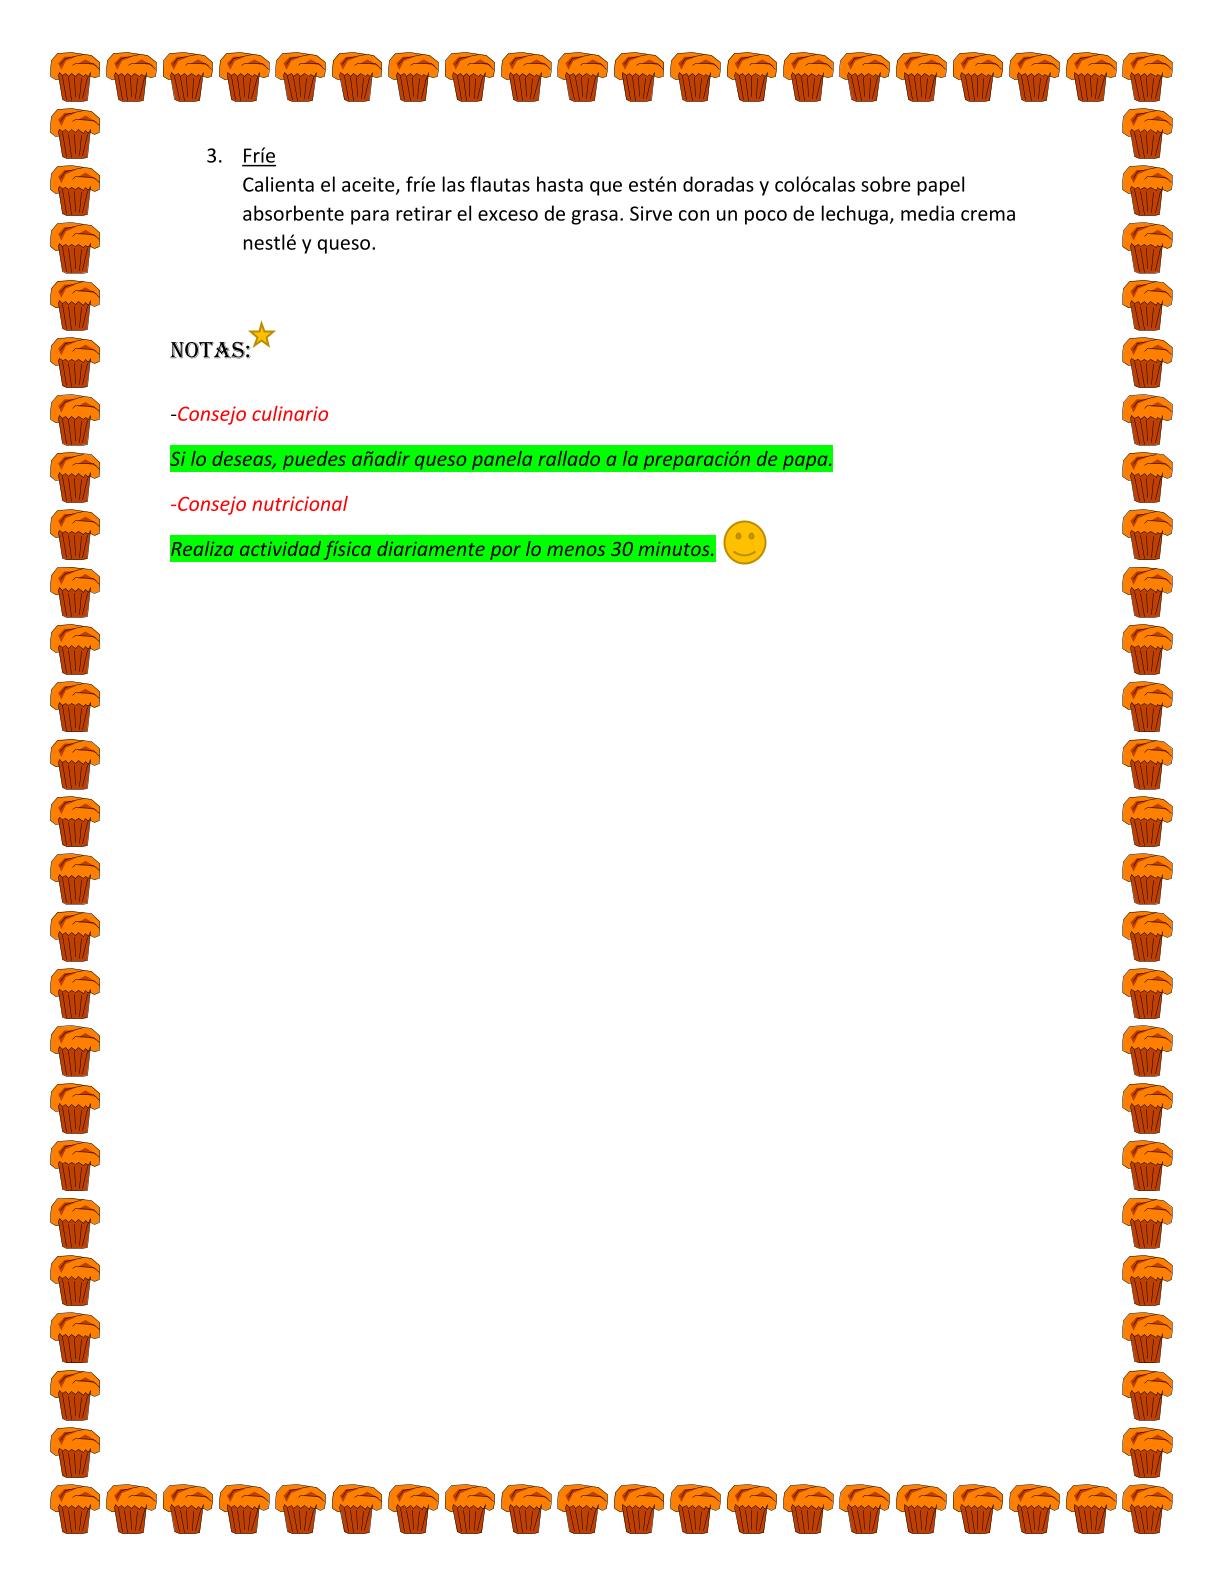 3. Fríe
Calienta el aceite, fríe las flautas hasta que estén doradas y colócalas sobre papel
absorbente para retirar el exceso de grasa. Sirve con un poco de lechuga, media crema
nestlé y queso.
NOTAS:
-Consejo culinario
Si lo deseas, puedes añadir queso panela rallado a la preparación de papa.
-Consejo nutricional
Realiza actividad física diariamente por lo menos 30 minutos.